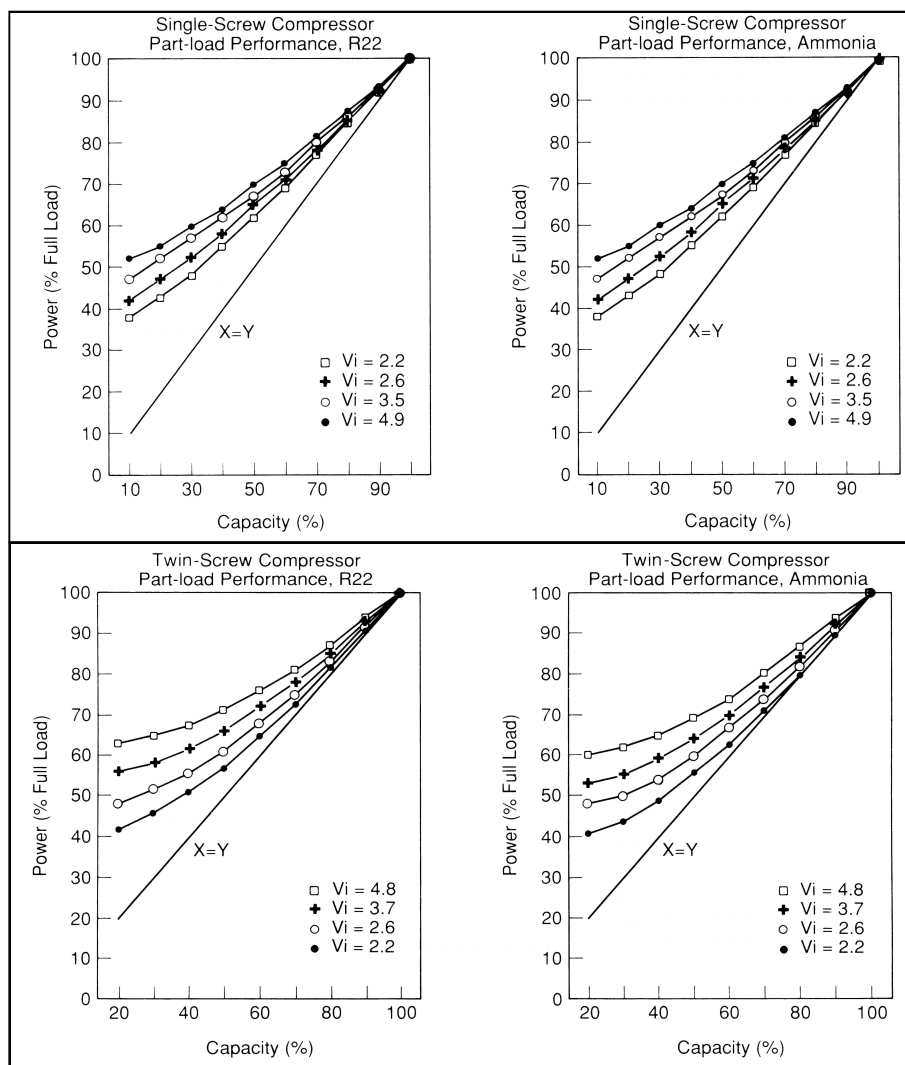 Single-Screw Compressor
Part-load Performance, R22
Power (% Full Load)
100
90
80
70
60
50
40
30
20
10
0
X=Y
Vi = 2.2
Vi = 2.6
Vi = 3.5
Vi = 4.9
10 30 50 70 90
Capacity (%)
Single-Screw Compressor
Part-load Performance, Ammonia
Power (% Full Load)
100
90
80
70
60
50
40
30
20
10
0
X=Y
Vi = 2.2
Vi = 2.6
Vi = 3.5
Vi = 4.9
10 30 50 70 90
Capacity (%)
Twin-Screw Compressor
Part-load Performance, R22
Power (% Full Load)
100
90
80
70
60
50
40
30
20
10
0
X=Y
Vi = 4.8
Vi = 3.7
Vi = 2.6
Vi = 2.2
20 40 60 80 100
Capacity (%)
Twin-Screw Compressor
Part-load Performance, Ammonia
Power (% Full Load)
100
90
80
70
60
50
40
30
20
10
0
X=Y
Vi = 4.8
Vi = 3.7
Vi = 2.6
Vi = 2.2
20 40 60 80 100
Capacity (%)